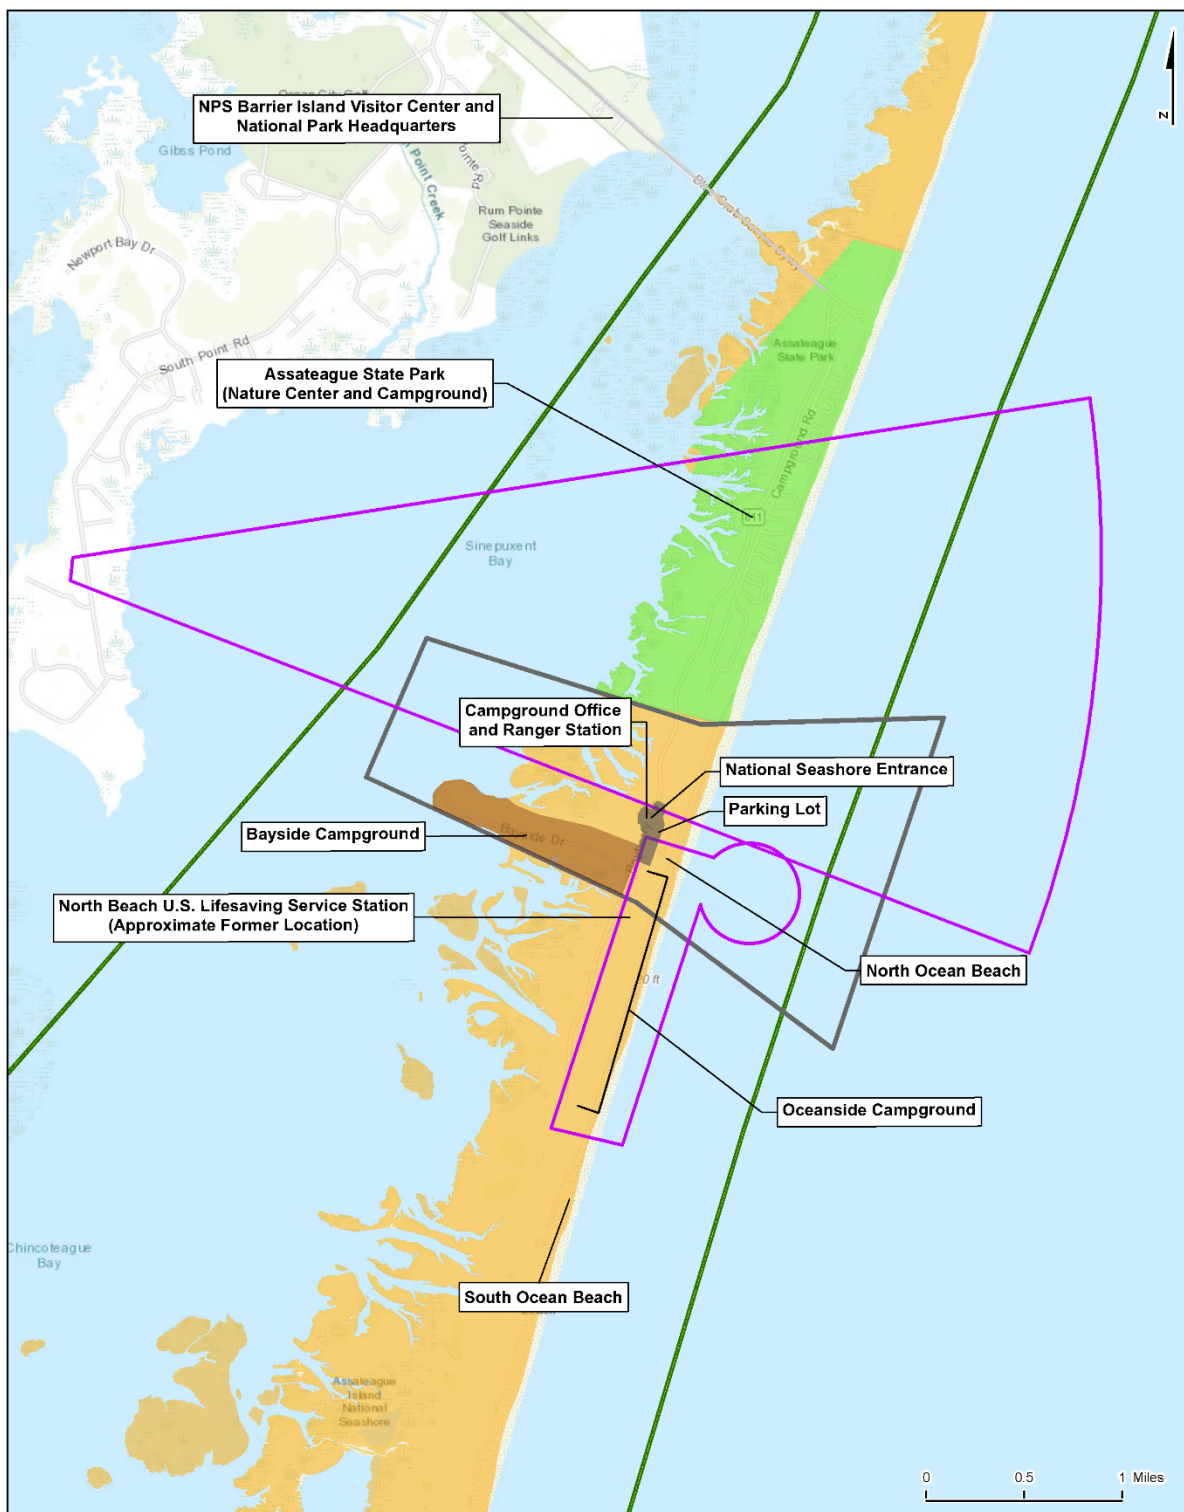 NPS Barrier Island Visitor Center and
National Park Headquarters
Gibss Pond
Point Creek
Rum Pointe
Seaside
Golf Links
N
Newport Bay Dr
South Point Rd
Assateague
State Park
Assateague State Park
(Nature Center and Campground)
Campground Rd
611
Sinepuxent
Bay
Campground Office
and Ranger Station
National Seashore Entrance
Parking Lot
Bayside Campground
Bayside Dr
North Beach U.S. Lifesaving Service Station
(Approximate Former Location)
North Ocean Beach
0 ft
Oceanside Campground
Chincoteague
Bay
South Ocean Beach
Assateague
Island
National
Seashore
0 0.5 1 Miles